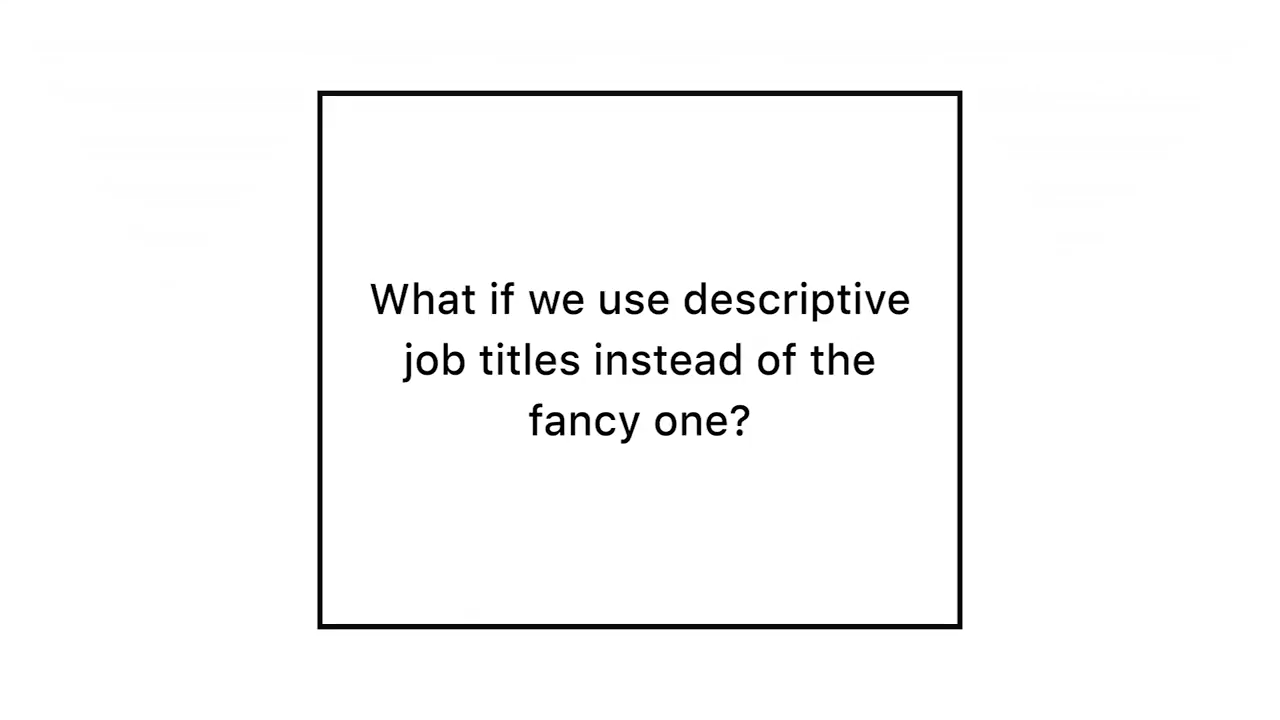 What if we use descriptive
job titles instead of the
fancy one?